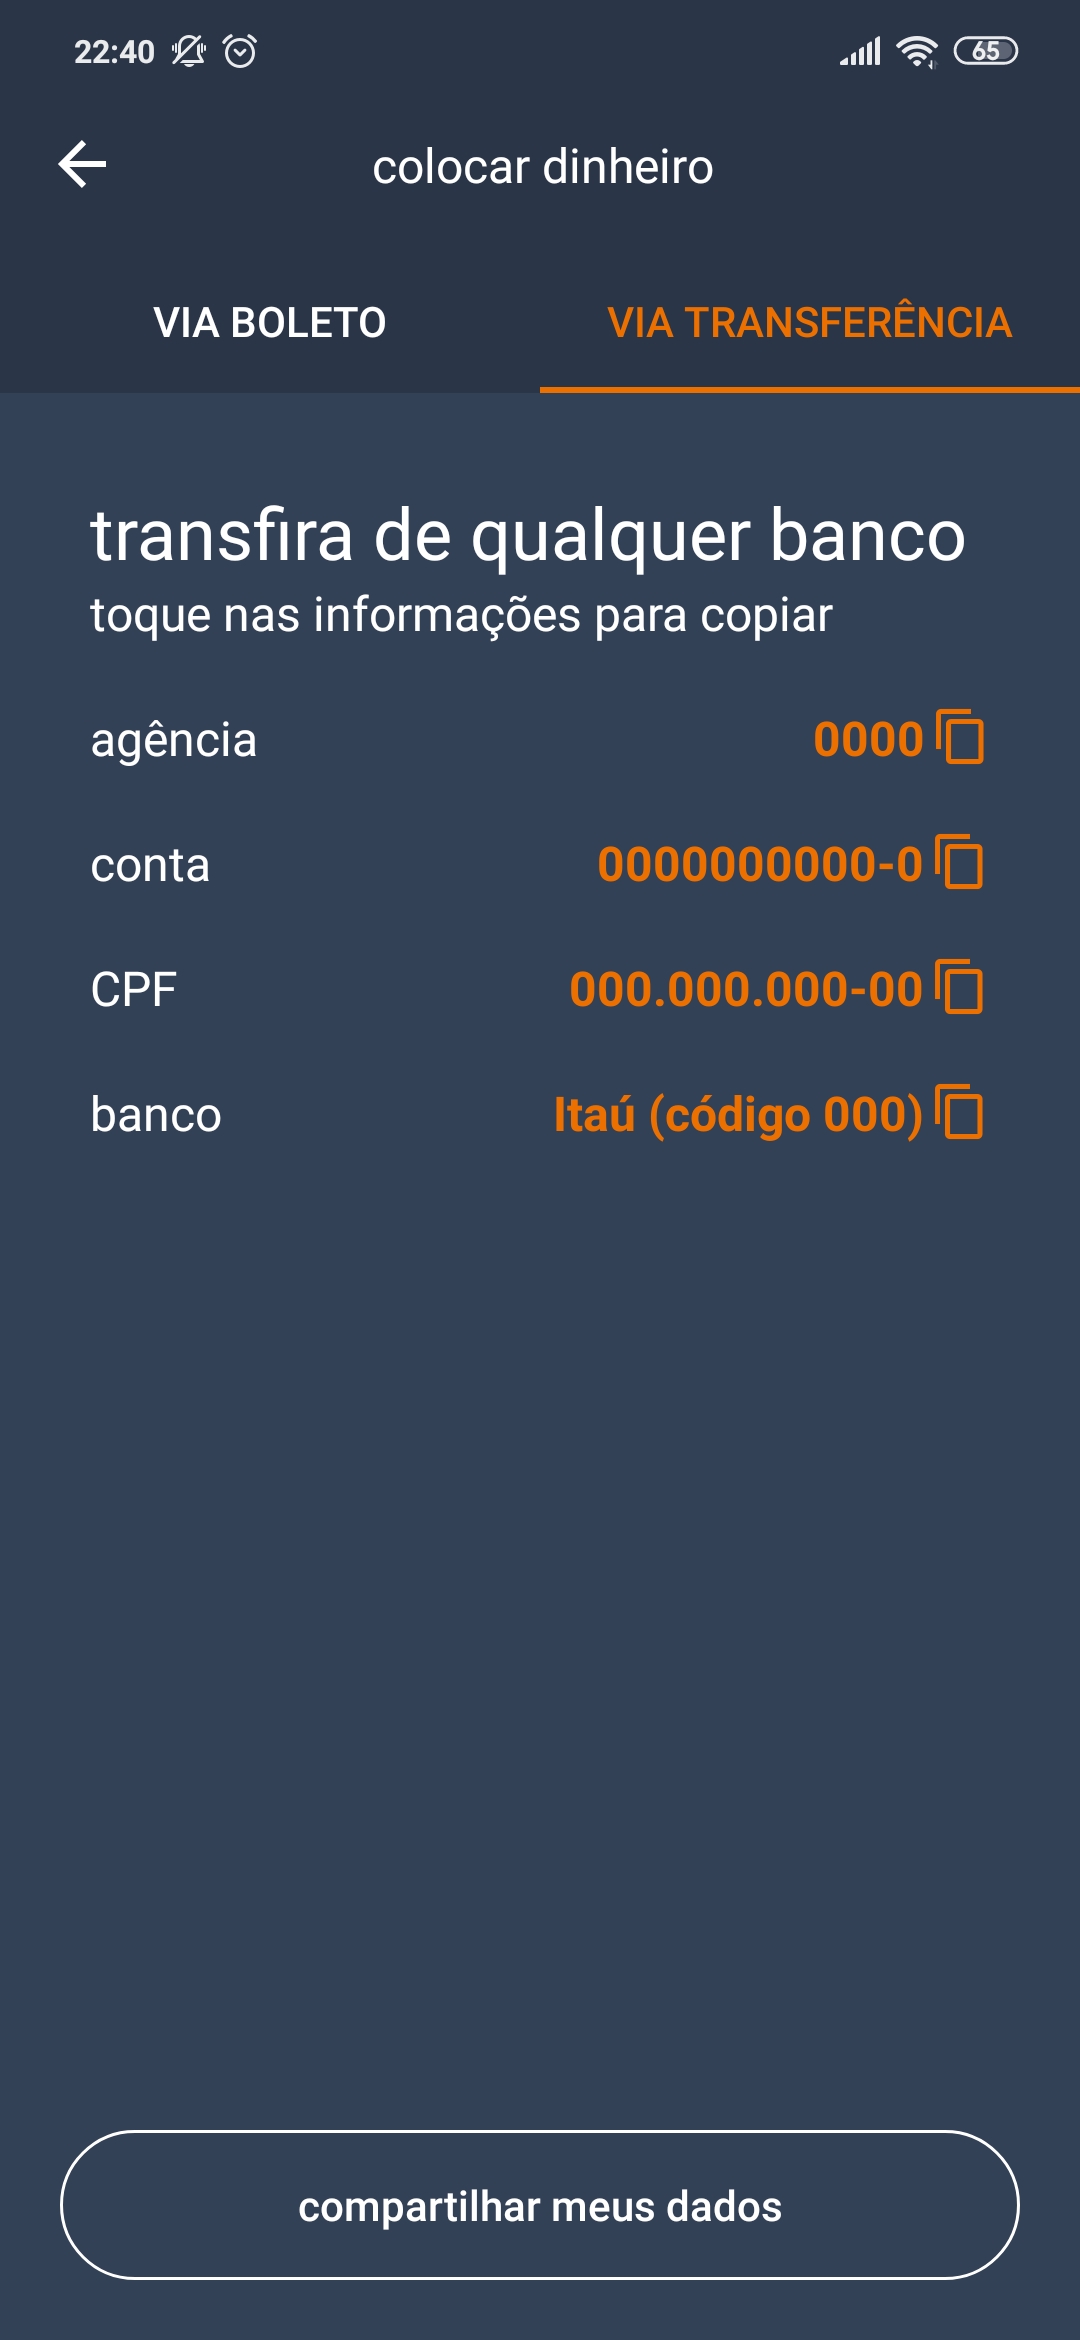 22:40
65
colocar dinheiro
VIA BOLETO
VIA TRANSFERÊNCIA
transfira de qualquer banco
toque nas informações para copiar
agência 0000
conta 0000000000-0
CPF 000.000.000-00
banco Itaú (código 000)
compartilhar meus dados